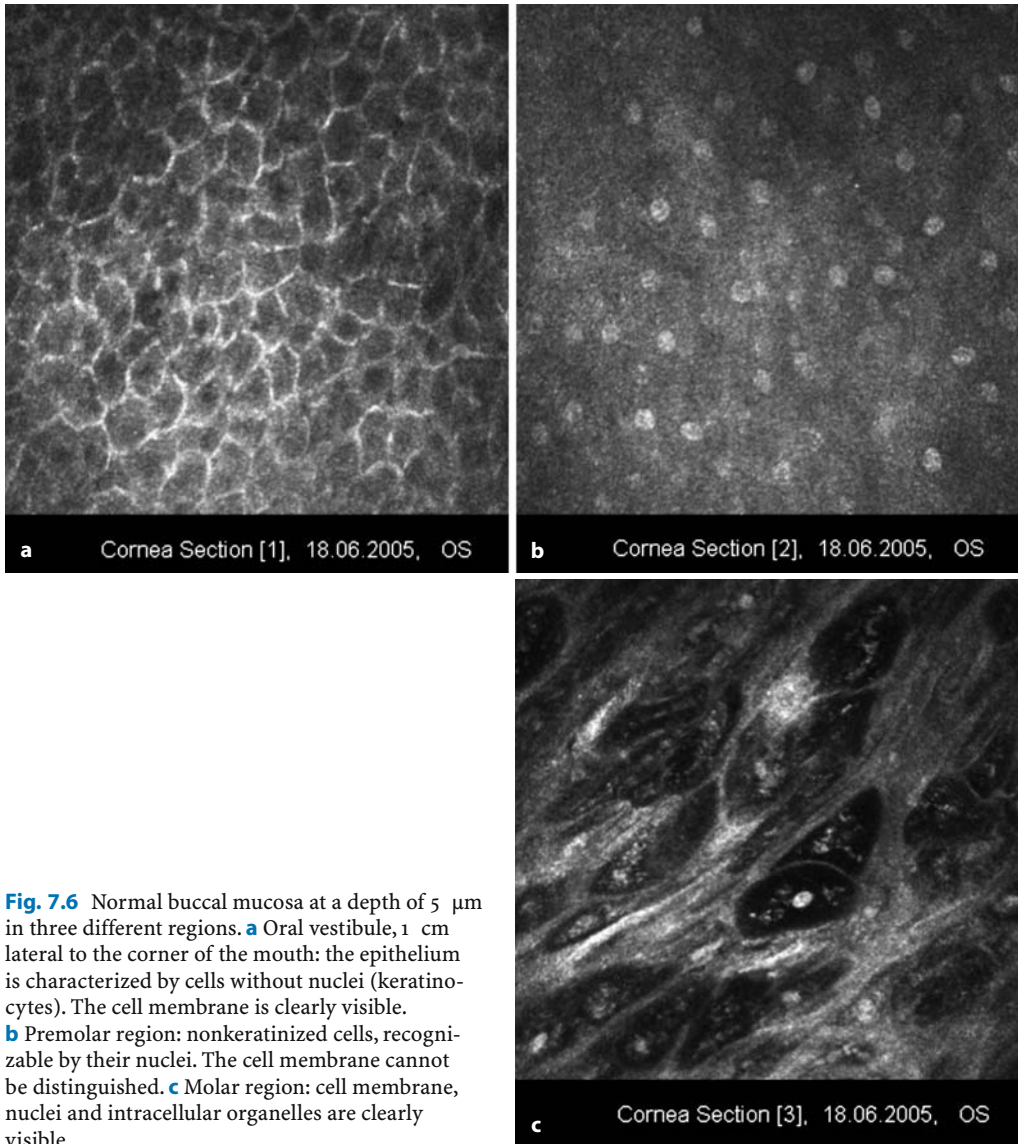 a Cornea Section [1], 18.06.2005, OS
b Cornea Section [2], 18.06.2005, OS
Fig. 7.6 Normal buccal mucosa at a depth of 5 µm
in three different regions. a Oral vestibule, 1 cm
lateral to the corner of the mouth: the epithelium
is characterized by cells without nuclei (keratino-
cytes). The cell membrane is clearly visible.
b Premolar region: nonkeratinized cells, recogni-
zable by their nuclei. The cell membrane cannot
be distinguished. c Molar region: cell membrane,
nuclei and intracellular organelles are clearly
visible
c Cornea Section [3], 18.06.2005, OS